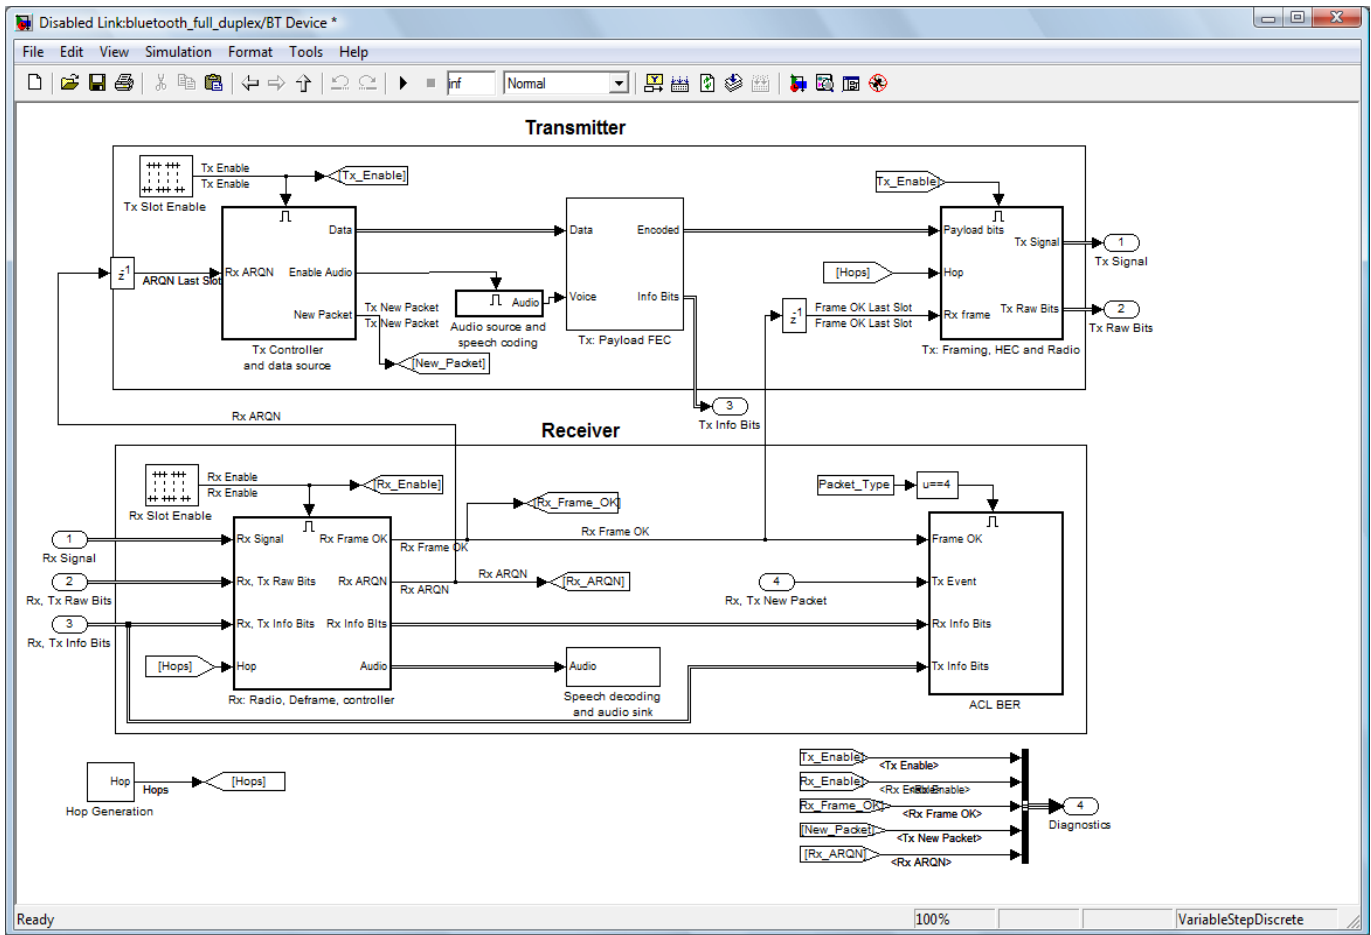 Disabled Link:bluetooth_full_duplex/BT Device *
File Edit View Simulation Format Tools Help
inf Normal
Transmitter
Tx Enable
Tx Enable
[Tx_Enable]
Tx Slot Enable
Tx_Enable]
Data
Data
Encoded
Payload bits
Tx Signal
1
Tx Signal
z-1
ARQN Last Slot
Rx ARQN
Enable Audio
[Hops]
Hop
Audio
Voice
Info Bits
New Packet
Tx New Packet
Tx New Packet
z-1
Frame OK Last Slot
Frame OK Last Slot
Rx frame
Tx Raw Bits
2
Tx Raw Bits
Audio source and
speech coding
Tx: Payload FEC
Tx Controller
and data source
[New_Packet]
Tx: Framing, HEC and Radio
3
Tx Info Bits
Rx ARQN
Receiver
Rx Enable
Rx Enable
[Rx_Enable]
Rx Slot Enable
[Rx_Frame_OK]
Packet_Type
u==4
1
Rx Signal
Rx Signal
Rx Frame OK
Rx Frame OK
Rx Frame OK
Frame OK
2
Rx, Tx Raw Bits
Rx, Tx Raw Bits
Rx ARQN
Rx ARQN
Rx ARQN
[Rx_ARQN]
4
Rx, Tx New Packet
Tx Event
3
Rx, Tx Info Bits
Rx, Tx Info Bits
Rx Info BIts
Rx Info Bits
[Hops]
Hop
Audio
Audio
Tx Info Bits
Rx: Radio, Deframe, controller
Speech decoding
and audio sink
ACL BER
Hop
Hops
[Hops]
Hop Generation
Tx_Enable]
<Tx Enable>
Rx_Enable]
<Rx Enable>
<Rx Enable>
Rx_Frame_OK]
<Rx Frame OK>
[New_Packet]
<Tx New Packet>
[Rx_ARQN]
<Rx ARQN>
4
Diagnostics
Ready 100% VariableStepDiscrete